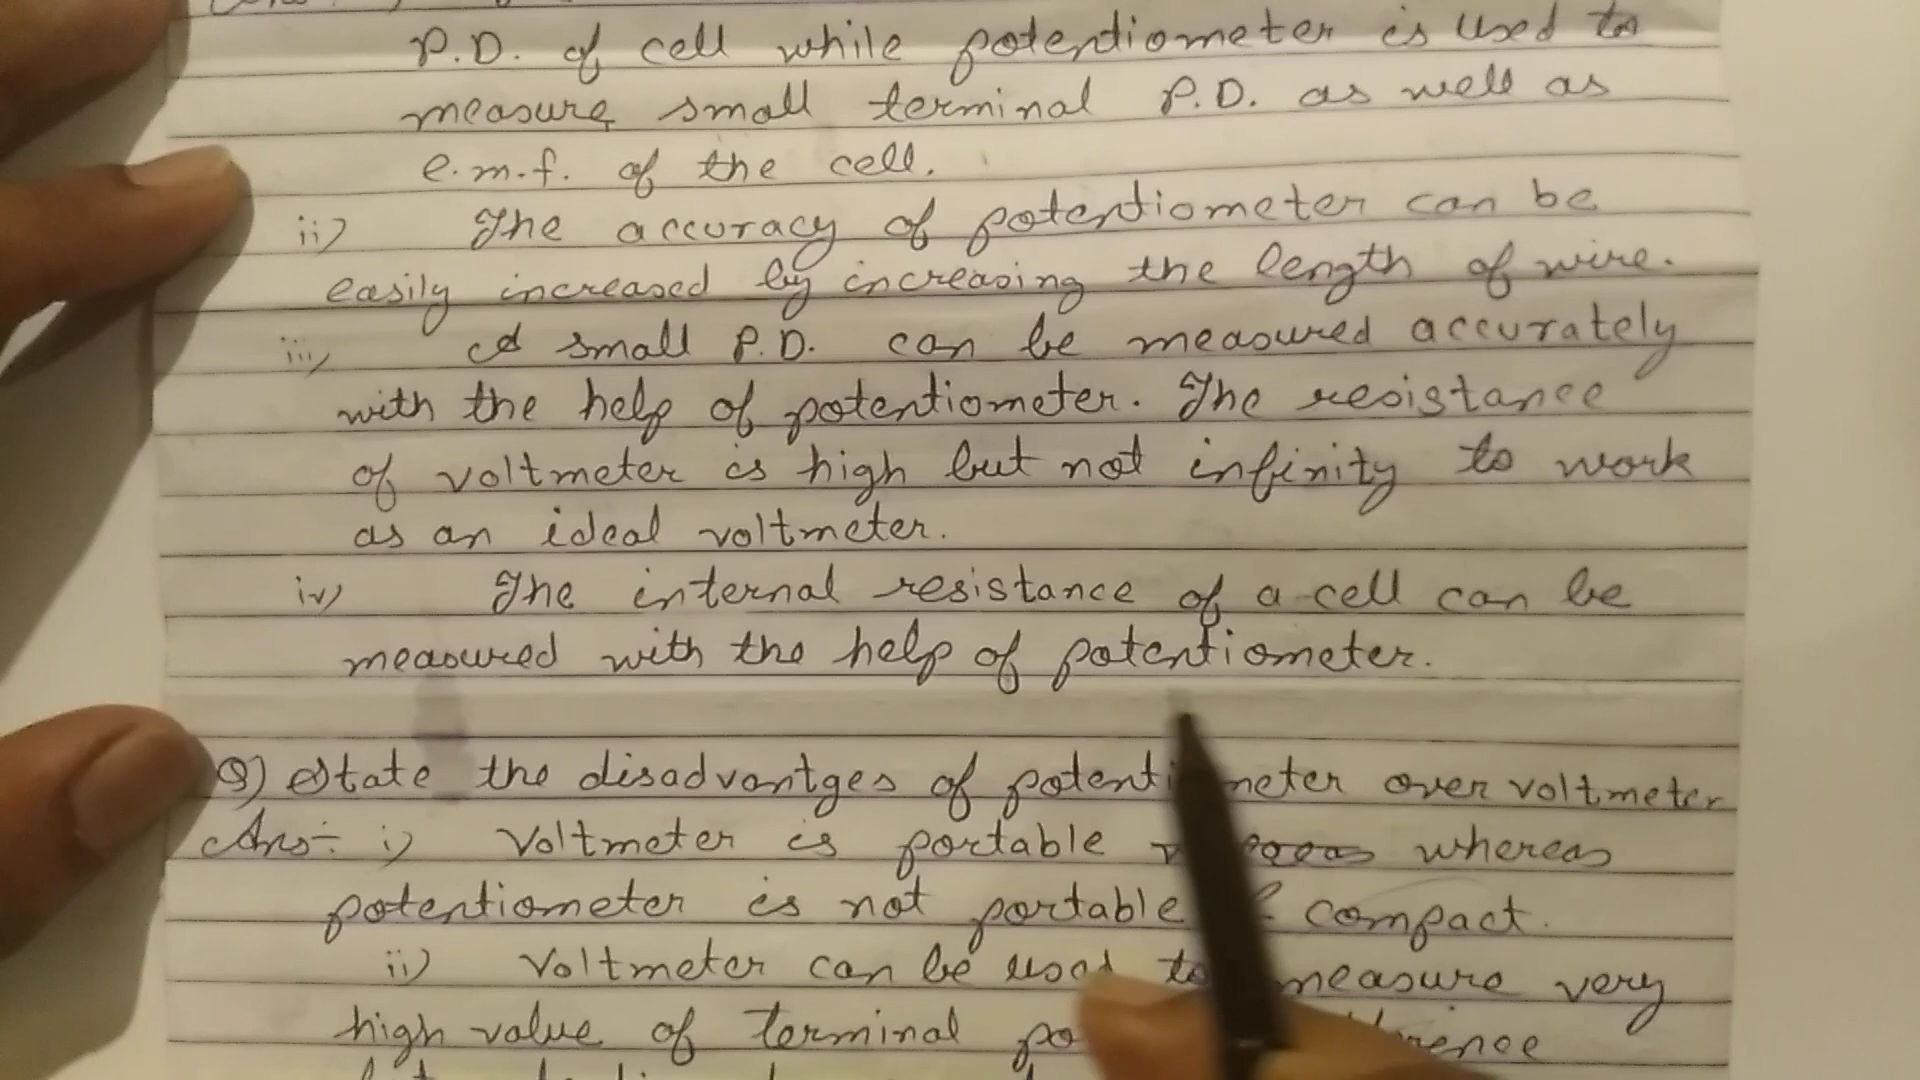 P.D. of cell while potentiometer is used to
measure small terminal P.D. as well as
e.m.f. of the cell.
ii) The accuracy of potentiometer can be
easily increased by increasing the length of wire.
iii) A small P.D. can be measured accurately
with the help of potentiometer. The resistance
of voltmeter is high but not infinity to work
as an ideal voltmeter.
iv) The internal resistance of a cell can be
measured with the help of potentiometer.
Q) State the disadvantges of over voltmeter
Ans:- i) Voltmeter is portable whereas
potentiometer is not portable & compact.
ii) Voltmeter can be used to measure very
high value of terminal